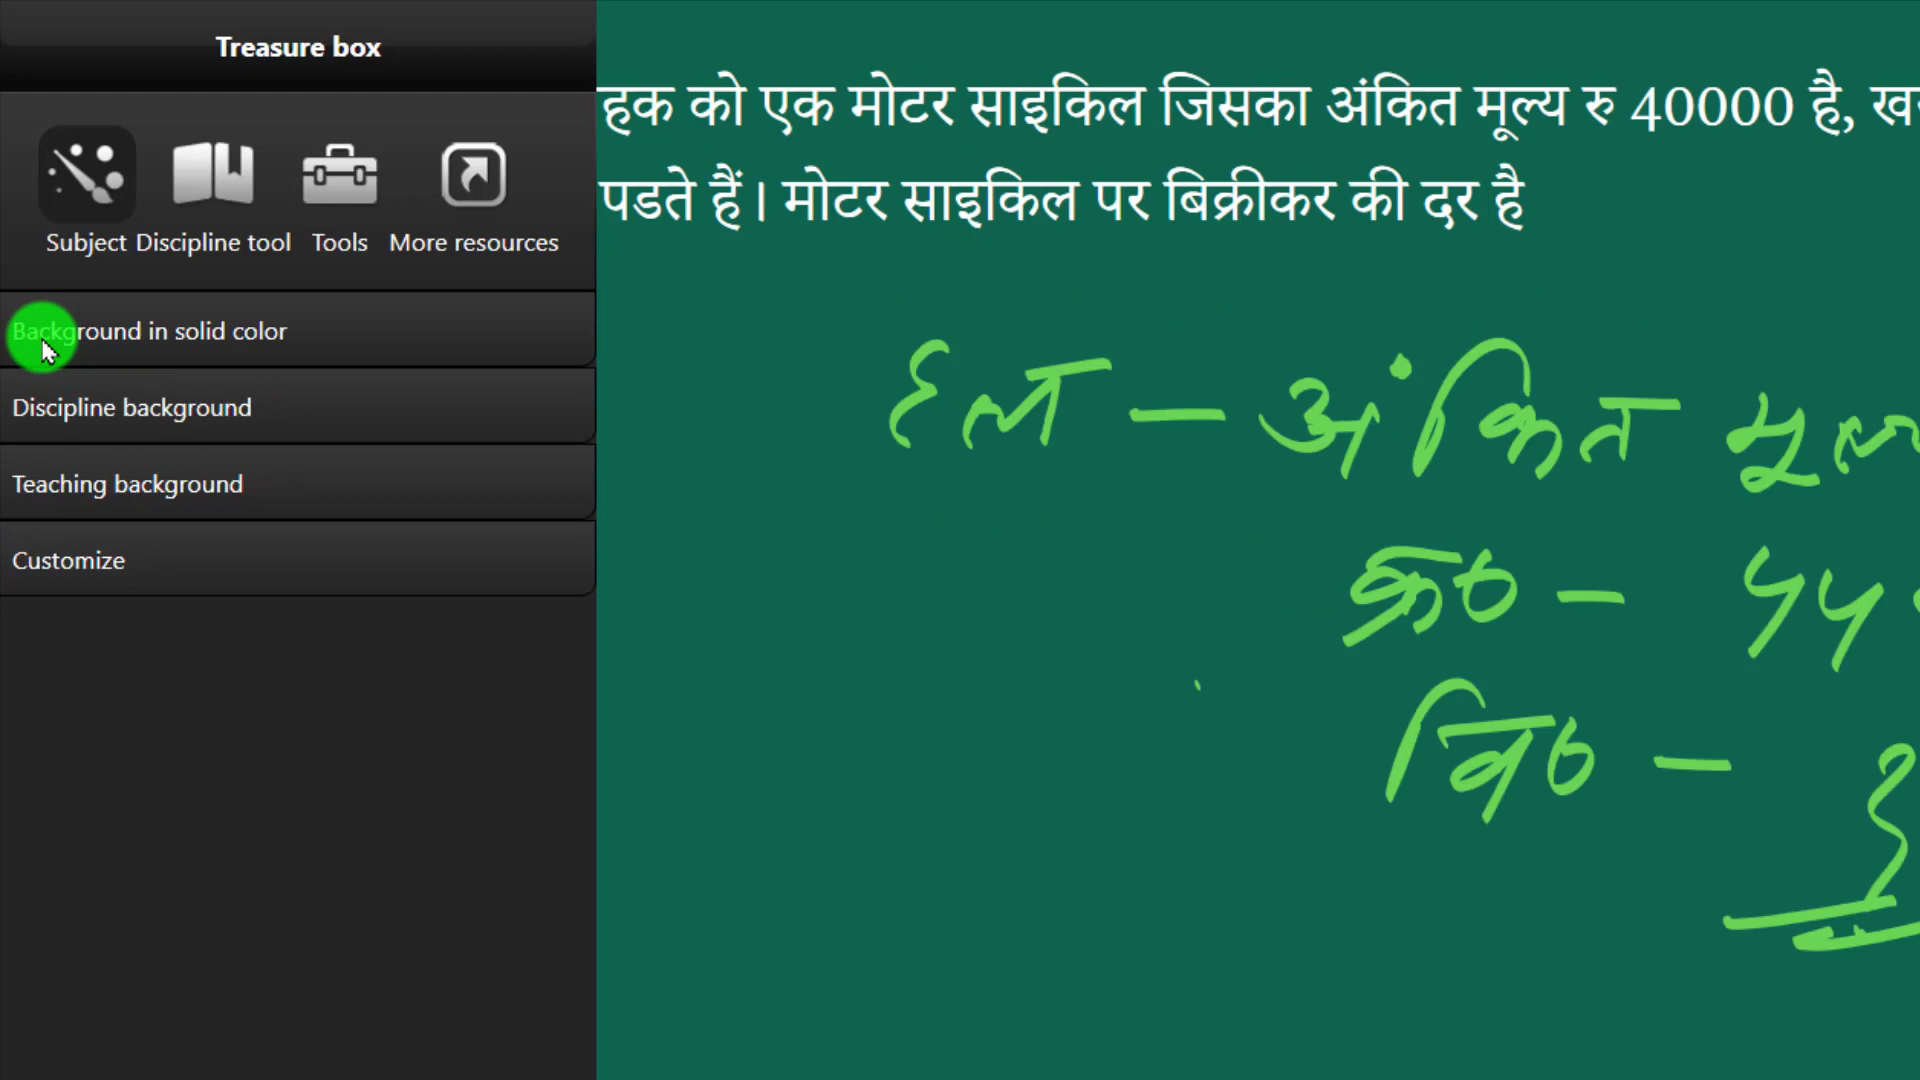 Treasure box
हक को एक मोटर साइकिल जिसका अंकित मूल्य रु 40000 है,
पडते हैं। मोटर साइकिल पर बिक्रीकर की दर है
Subject Discipline tool Tools More resources
Background in solid color
Discipline background
Teaching background
Customize
हल - अंकित
क्र० -
वि० -